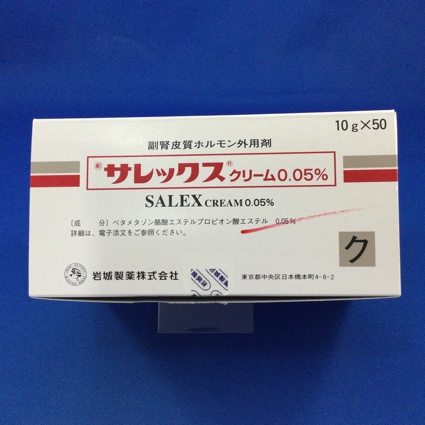 10g×50
副腎皮質ホルモン外用剤
劇 サレックス® クリーム0.05%
SALEX CREAM 0.05%
〔成 分〕ベタメタゾン酪酸エステルプロピオン酸エステル 0.05%
詳細は、電子添文をご参照ください。
ク
岩城製薬株式会社
東京都中央区日本橋本町4-8-2